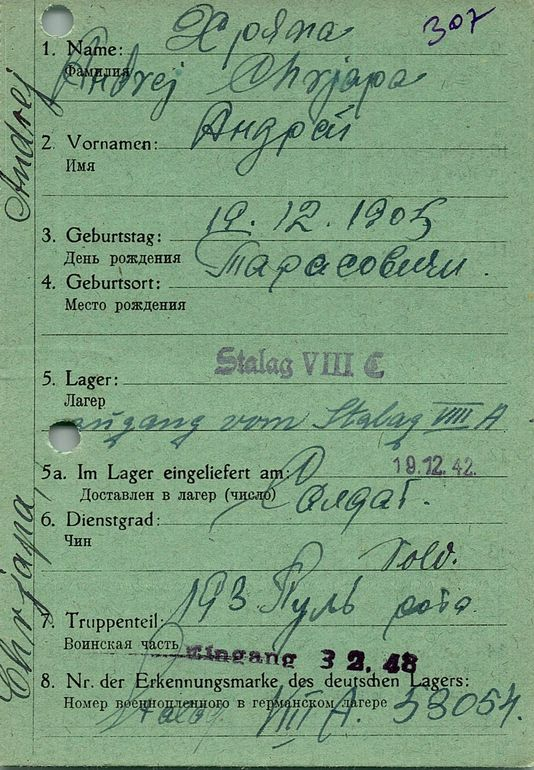 307
Хряпа
1. Name:
Фамилия
Andrej Chrjapa
Андрей
2. Vornamen:
Имя
19.12.1905
3. Geburtstag:
День рождения
Тарасовичи.
4. Geburtsort:
Место рождения
Stalag VIII C
5. Lager:
Лагер
zugang vom Stalag VIII A
5a. Im Lager eingeliefert am:
19.12.42.
Доставлен в лагер (число)
Салдат.
6. Dienstgrad:
Чин
Sold.
193 Пуль рота
7. Truppenteil:
Воинская часть
Eingang 3 2. 43
8. Nr. der Erkennungsmarke des deutschen Lagers:
Номер военнопленного в германском лагере
Stalag VIII A. 53054.
Chrjapa, Andrej